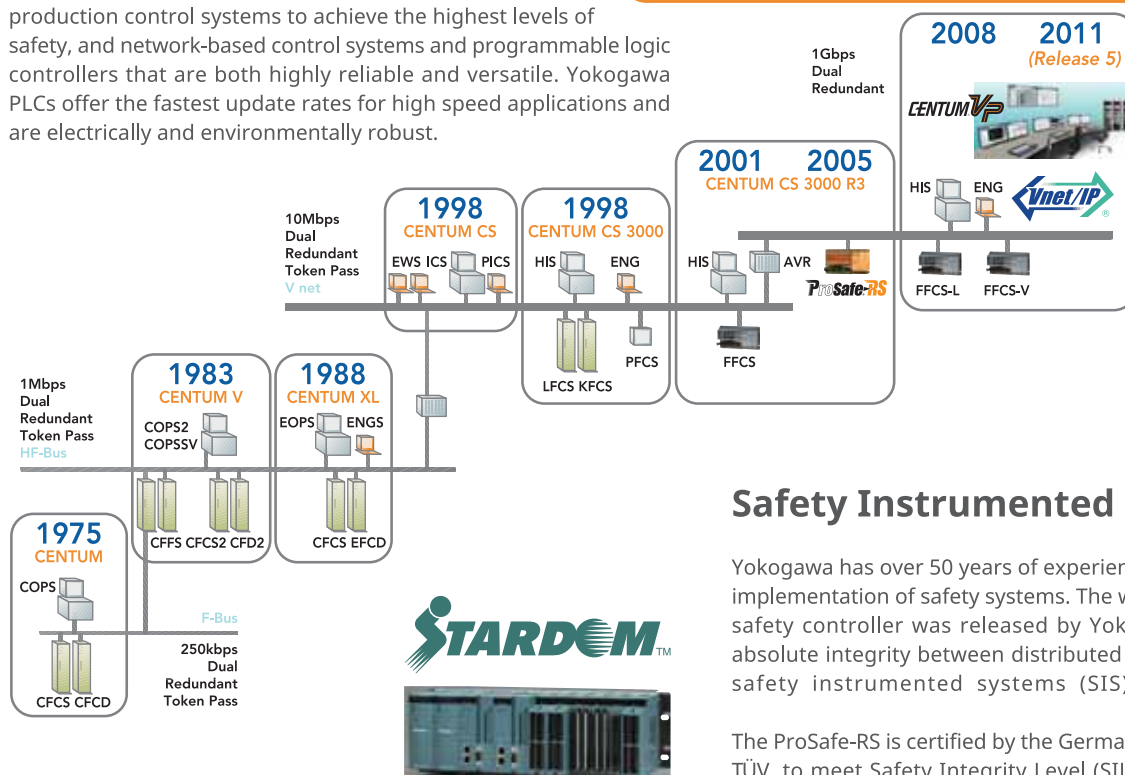 production control systems to achieve the highest levels of
safety, and network-based control systems and programmable logic
controllers that are both highly reliable and versatile. Yokogawa
PLCs offer the fastest update rates for high speed applications and
are electrically and environmentally robust.
1Gbps
Dual
Redundant
2008 2011
(Release 5)
CENTUM VP
HIS ENG Vnet/IP®
FFCS-L FFCS-V
2001 2005
CENTUM CS 3000 R3
HIS AVR
ProSafe-RS
FFCS
10Mbps
Dual
Redundant
Token Pass
V net
1998
CENTUM CS
EWS ICS PICS
1998
CENTUM CS 3000
HIS ENG
PFCS
LFCS KFCS
1Mbps
Dual
Redundant
Token Pass
HF-Bus
1983
CENTUM V
COPS2
COPSSV
CFFS CFCS2 CFD2
1988
CENTUM XL
EOPS ENGS
CFCS EFCD
1975
CENTUM
COPS
CFCS CFCD
F-Bus
250kbps
Dual
Redundant
Token Pass
STARDOM TM
Safety Instrumented
Yokogawa has over 50 years of
implementation of safety systems. The
safety controller was released by
absolute integrity between distributed
safety instrumented systems (SIS)
The ProSafe-RS is certified by the
TÜV, to meet Safety Integrity Level